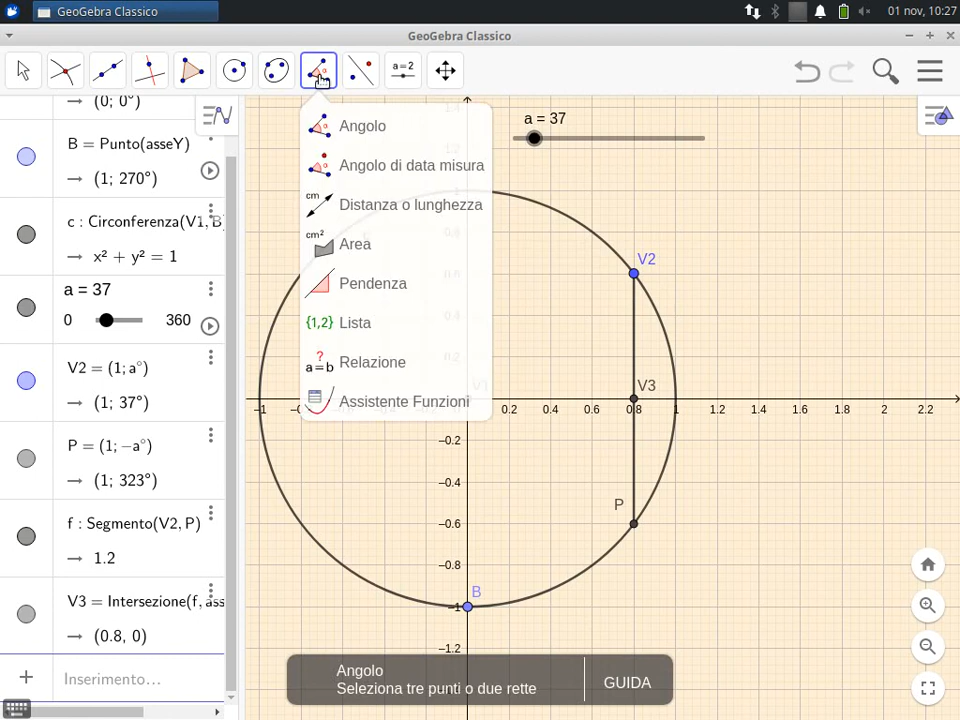 GeoGebra Classico
01 nov, 10:27
GeoGebra Classico
a=2
(0; 0°)
B = Punto(asseY)
→ (1; 270°)
c : Circonferenza(V1, B)
→ x² + y² = 1
a = 37
0 360
V2 = (1; a°)
→ (1; 37°)
P = (1; −a°)
→ (1; 323°)
f : Segmento(V2, P)
→ 1.2
V3 = Intersezione(f, ass
→ (0.8, 0)
+ Inserimento…
Angolo
Angolo di data misura
cm Distanza o lunghezza
cm² Area
Pendenza
{1,2} Lista
? a=b Relazione
Assistente Funzioni
a = 37
V2
V3
P
B
−1
0.2 0.4 0.6 0.8 1 1.2 1.4 1.6 1.8 2 2.2
−0.2
−0.4
−0.6
−0.8
−1
−1.2
Angolo
Seleziona tre punti o due rette
GUIDA